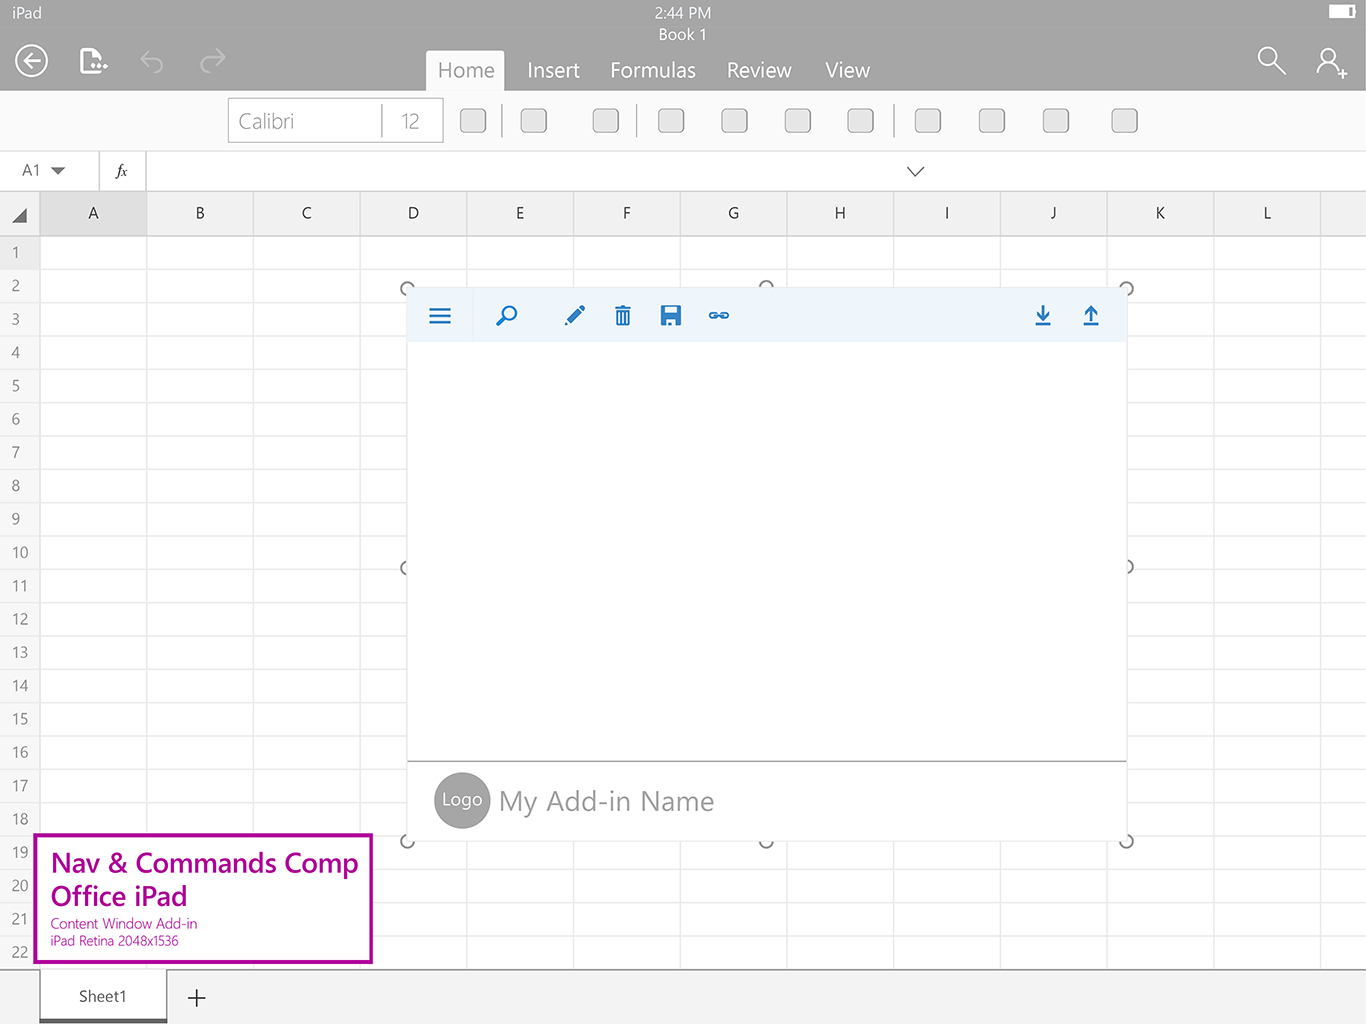 iPad
2:44 PM
Book 1
Home Insert Formulas Review View
Calibri 12
A1 fx
A B C D E F G H I J K L
1
2
3
4
5
6
7
8
9
10
11
12
13
14
15
16
17
Logo My Add-in Name
18
19
20
21
22
Nav & Commands Comp
Office iPad
Content Window Add-in
iPad Retina 2048x1536
Sheet1